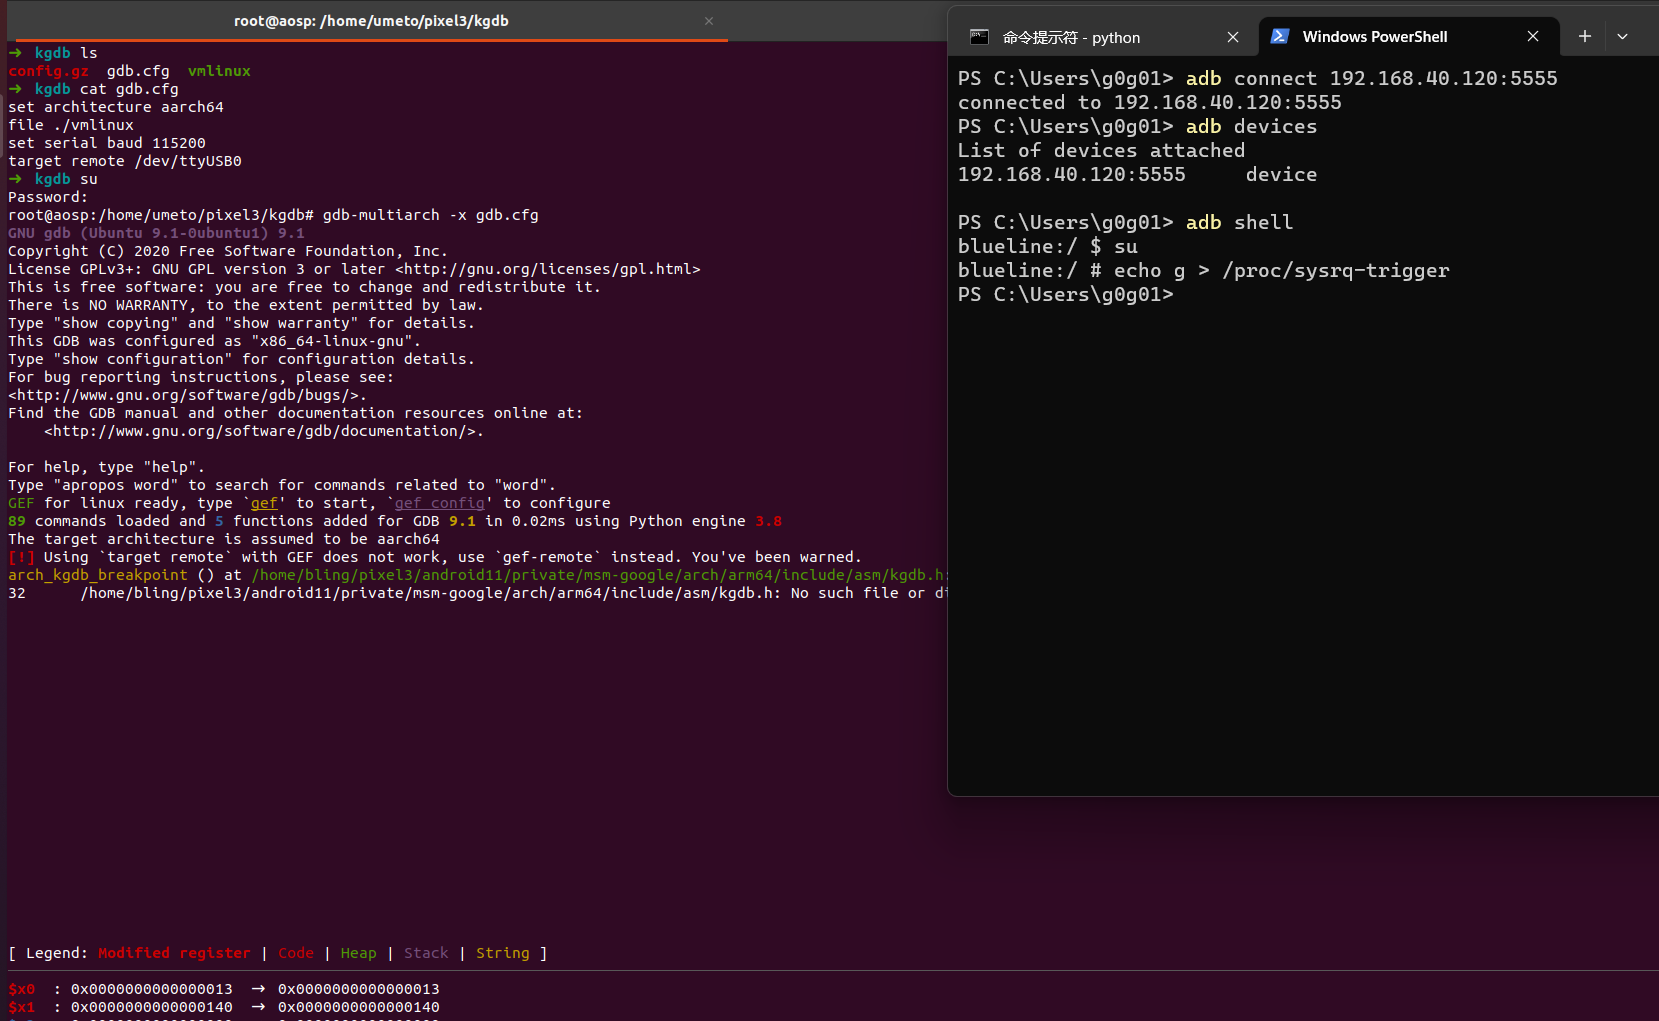 root@aosp: /home/umeto/pixel3/kgdb
→ kgdb ls
config.gz gdb.cfg vmlinux
→ kgdb cat gdb.cfg
set architecture aarch64
file ./vmlinux
set serial baud 115200
target remote /dev/ttyUSB0
→ kgdb su
Password:
root@aosp:/home/umeto/pixel3/kgdb# gdb-multiarch -x gdb.cfg
GNU gdb (Ubuntu 9.1-0ubuntu1) 9.1
Copyright (C) 2020 Free Software Foundation, Inc.
License GPLv3+: GNU GPL version 3 or later <http://gnu.org/licenses/gpl.html>
This is free software: you are free to change and redistribute it.
There is NO WARRANTY, to the extent permitted by law.
Type "show copying" and "show warranty" for details.
This GDB was configured as "x86_64-linux-gnu".
Type "show configuration" for configuration details.
For bug reporting instructions, please see:
<http://www.gnu.org/software/gdb/bugs/>.
Find the GDB manual and other documentation resources online at:
    <http://www.gnu.org/software/gdb/documentation/>.
For help, type "help".
Type "apropos word" to search for commands related to "word".
GEF for linux ready, type `gef' to start, `gef config' to configure
89 commands loaded and 5 functions added for GDB 9.1 in 0.02ms using Python engine 3.8
The target architecture is assumed to be aarch64
[!] Using `target remote` with GEF does not work, use `gef-remote` instead. You've been warned.
arch_kgdb_breakpoint () at /home/bling/pixel3/android11/private/msm-google/arch/arm64/include/asm/kgdb.h:
32      /home/bling/pixel3/android11/private/msm-google/arch/arm64/include/asm/kgdb.h: No such file or
[ Legend: Modified register | Code | Heap | Stack | String ]
$x0  : 0x0000000000000013  → 0x0000000000000013
$x1  : 0x0000000000000140  → 0x0000000000000140
命令提示符 - python
Windows PowerShell
PS C:\Users\g0g01> adb connect 192.168.40.120:5555
connected to 192.168.40.120:5555
PS C:\Users\g0g01> adb devices
List of devices attached
192.168.40.120:5555     device
PS C:\Users\g0g01> adb shell
blueline:/ $ su
blueline:/ # echo g > /proc/sysrq-trigger
PS C:\Users\g0g01>